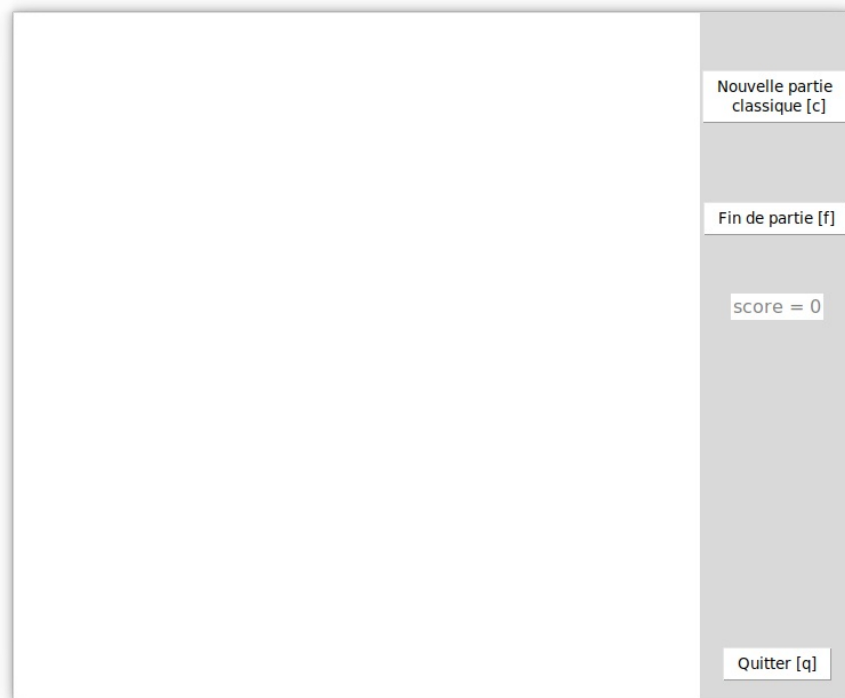 Nouvelle partie
classique [c]
Fin de partie [f]
score = 0
Quitter [q]